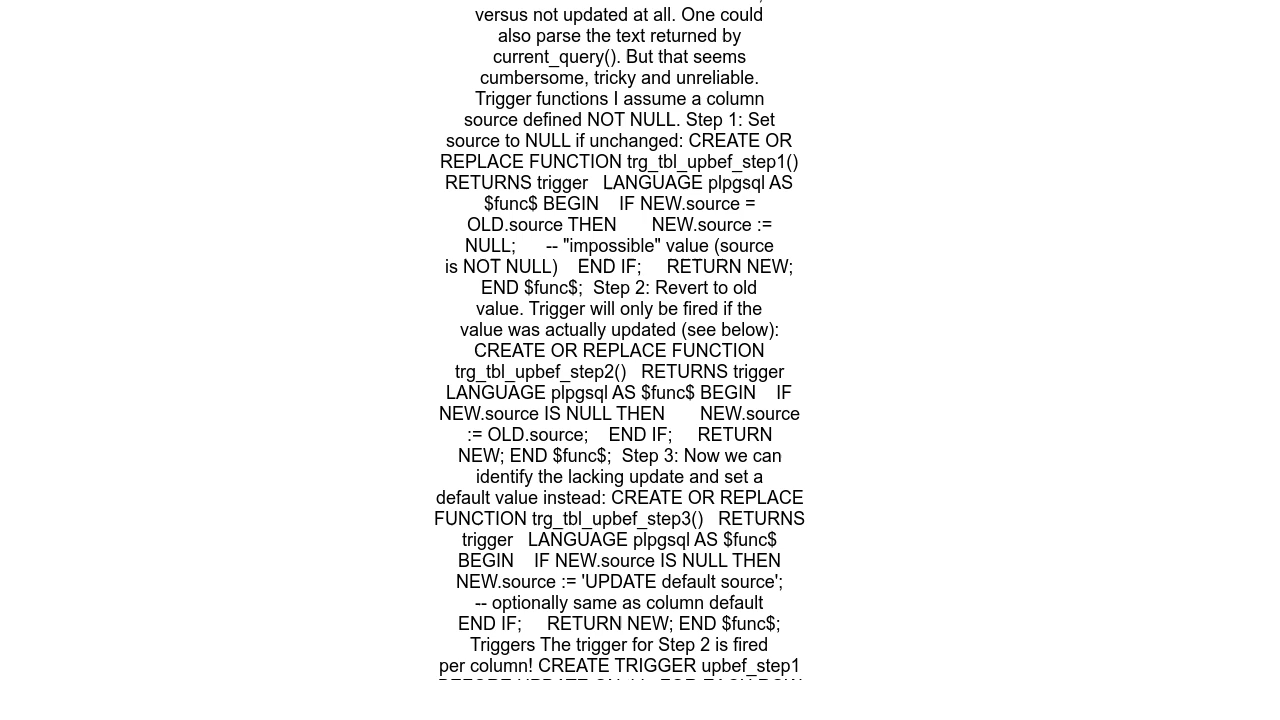 versus not updated at all. One could
also parse the text returned by
current_query(). But that seems
cumbersome, tricky and unreliable.
Trigger functions I assume a column
source defined NOT NULL. Step 1: Set
source to NULL if unchanged: CREATE OR
REPLACE FUNCTION trg_tbl_upbef_step1()
RETURNS trigger   LANGUAGE plpgsql AS
$func$ BEGIN    IF NEW.source =
OLD.source THEN       NEW.source :=
NULL;      -- "impossible" value (source
is NOT NULL)    END IF;     RETURN NEW;
END $func$;  Step 2: Revert to old
value. Trigger will only be fired if the
value was actually updated (see below):
CREATE OR REPLACE FUNCTION
trg_tbl_upbef_step2()   RETURNS trigger
LANGUAGE plpgsql AS $func$ BEGIN    IF
NEW.source IS NULL THEN       NEW.source
:= OLD.source;    END IF;     RETURN
NEW; END $func$;  Step 3: Now we can
identify the lacking update and set a
default value instead: CREATE OR REPLACE
FUNCTION trg_tbl_upbef_step3()   RETURNS
trigger   LANGUAGE plpgsql AS $func$
BEGIN    IF NEW.source IS NULL THEN
NEW.source := 'UPDATE default source';
-- optionally same as column default
END IF;     RETURN NEW; END $func$;
Triggers The trigger for Step 2 is fired
per column! CREATE TRIGGER upbef_step1